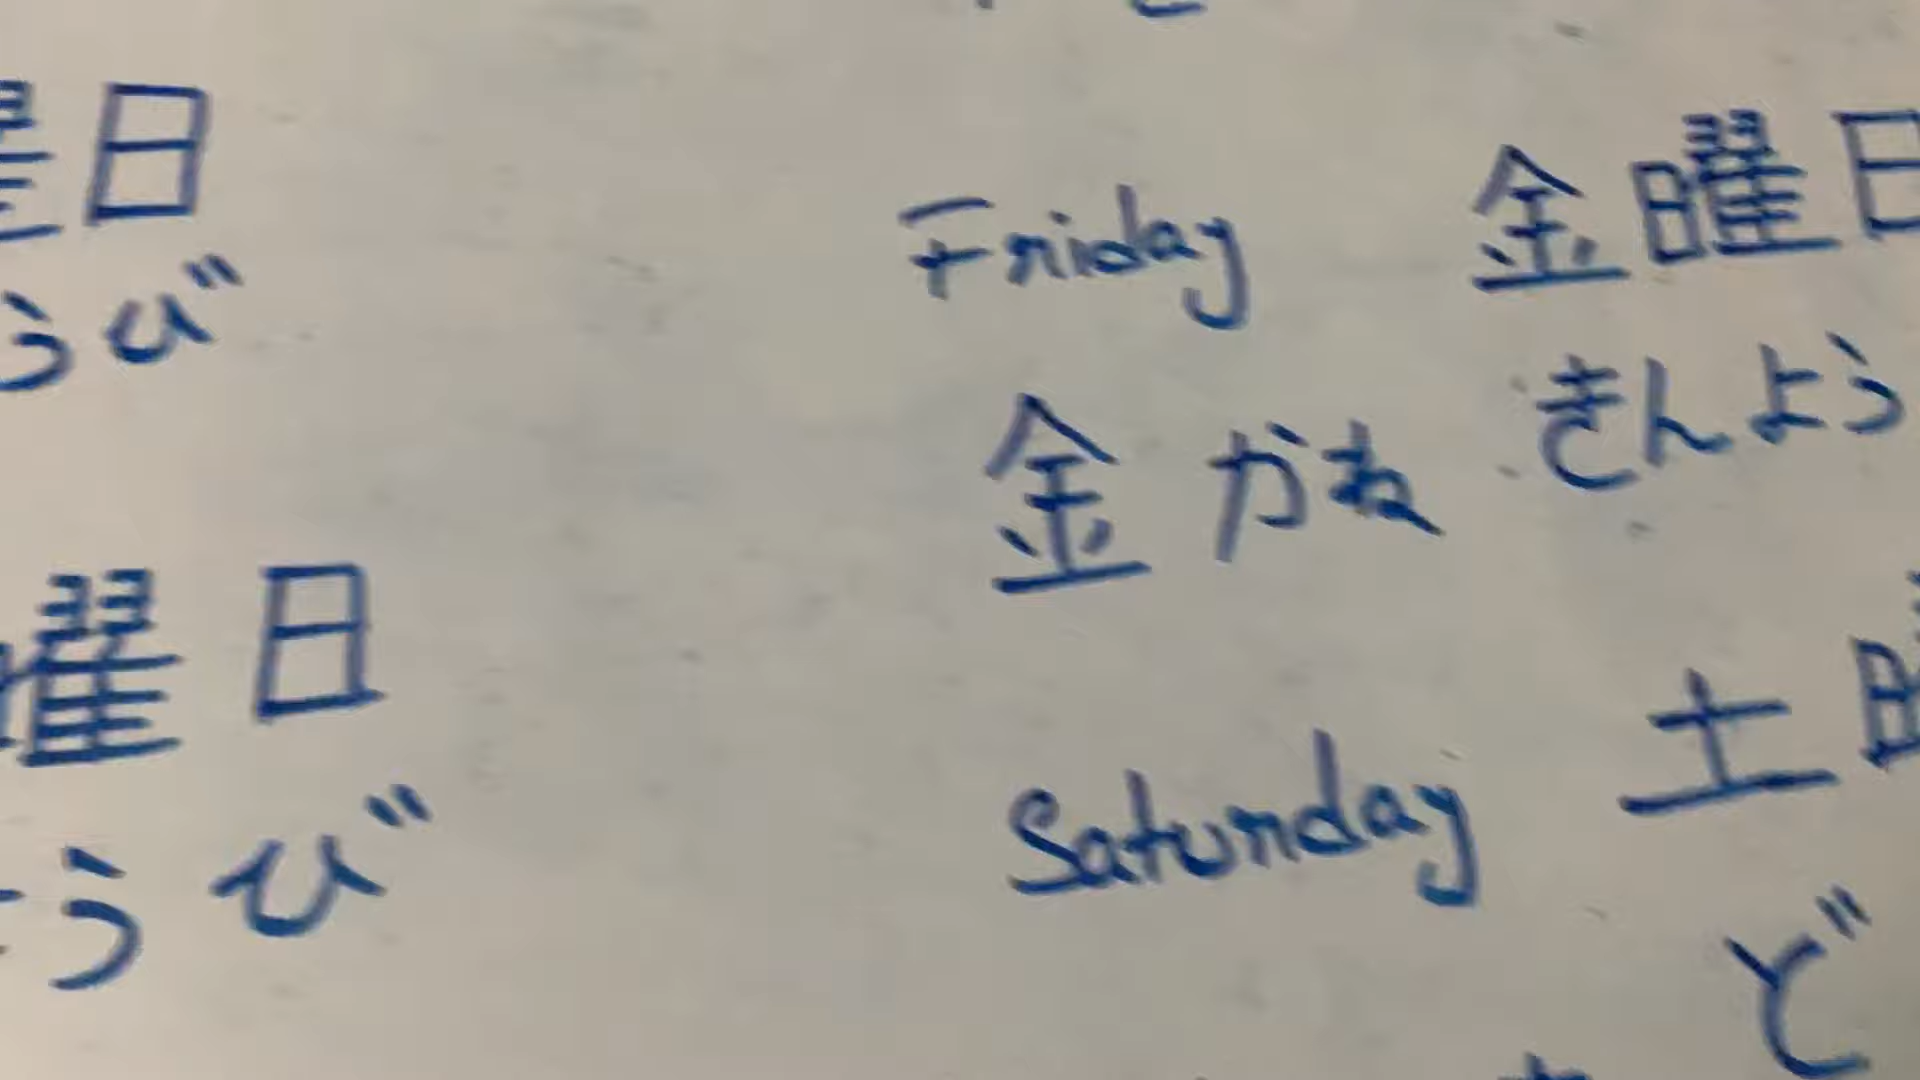 曜日
うび
曜日
うび
Friday 金曜日
金 かね きんよう
Saturday 土曜
ど